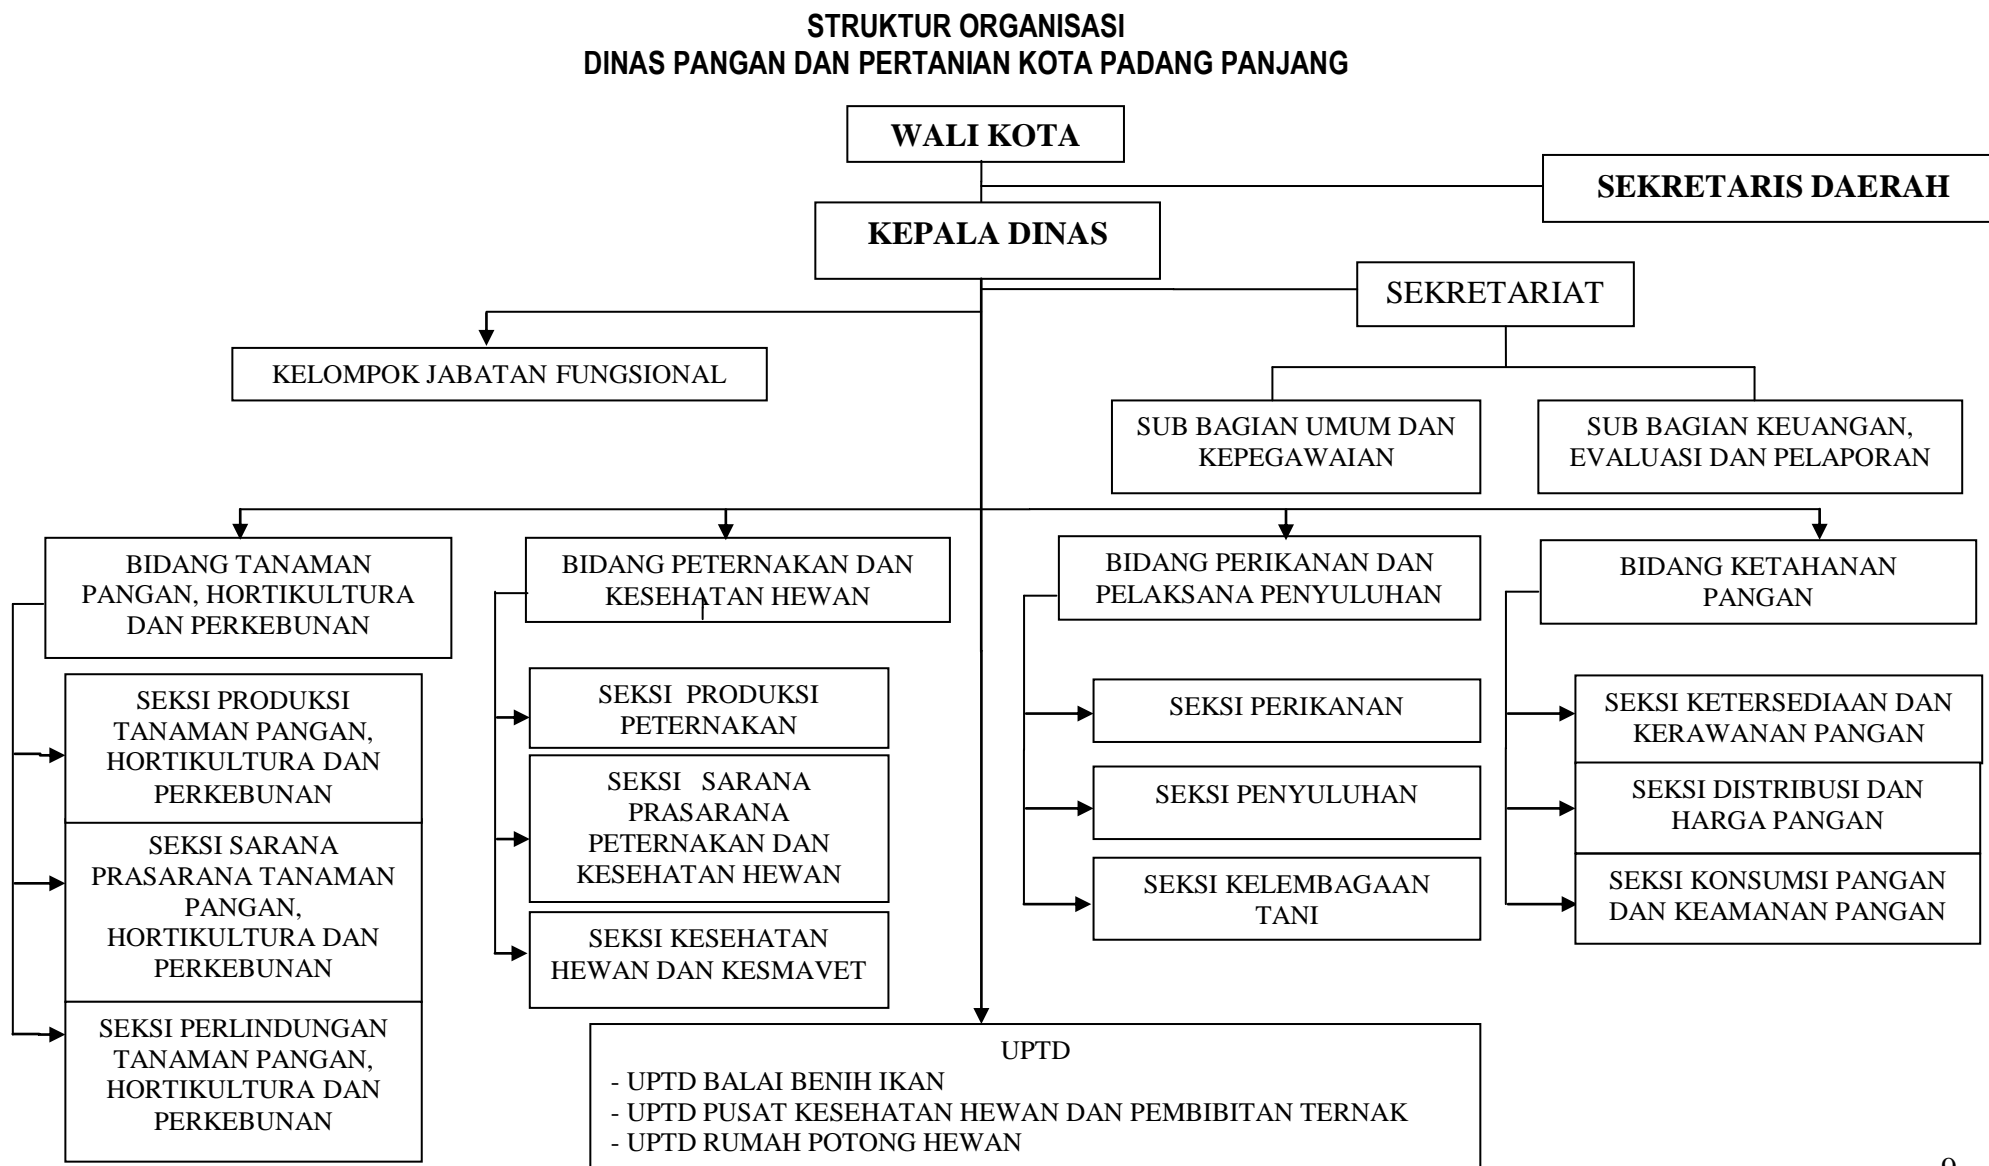 STRUKTUR ORGANISASI
DINAS PANGAN DAN PERTANIAN KOTA PADANG PANJANG
WALI KOTA
SEKRETARIS DAERAH
KEPALA DINAS
SEKRETARIAT
KELOMPOK JABATAN FUNGSIONAL
SUB BAGIAN UMUM DAN
KEPEGAWAIAN
SUB BAGIAN KEUANGAN,
EVALUASI DAN PELAPORAN
BIDANG TANAMAN
PANGAN, HORTIKULTURA
DAN PERKEBUNAN
BIDANG PETERNAKAN DAN
KESEHATAN HEWAN
BIDANG PERIKANAN DAN
PELAKSANA PENYULUHAN
BIDANG KETAHANAN
PANGAN
SEKSI PRODUKSI
TANAMAN PANGAN,
HORTIKULTURA DAN
PERKEBUNAN
SEKSI SARANA
PRASARANA TANAMAN
PANGAN,
HORTIKULTURA DAN
PERKEBUNAN
SEKSI PERLINDUNGAN
TANAMAN PANGAN,
HORTIKULTURA DAN
PERKEBUNAN
SEKSI PRODUKSI
PETERNAKAN
SEKSI SARANA
PRASARANA
PETERNAKAN DAN
KESEHATAN HEWAN
SEKSI KESEHATAN
HEWAN DAN KESMAVET
SEKSI PERIKANAN
SEKSI PENYULUHAN
SEKSI KELEMBAGAAN
TANI
SEKSI KETERSEDIAAN DAN
KERAWANAN PANGAN
SEKSI DISTRIBUSI DAN
HARGA PANGAN
SEKSI KONSUMSI PANGAN
DAN KEAMANAN PANGAN
UPTD
- UPTD BALAI BENIH IKAN
- UPTD PUSAT KESEHATAN HEWAN DAN PEMBIBITAN TERNAK
- UPTD RUMAH POTONG HEWAN